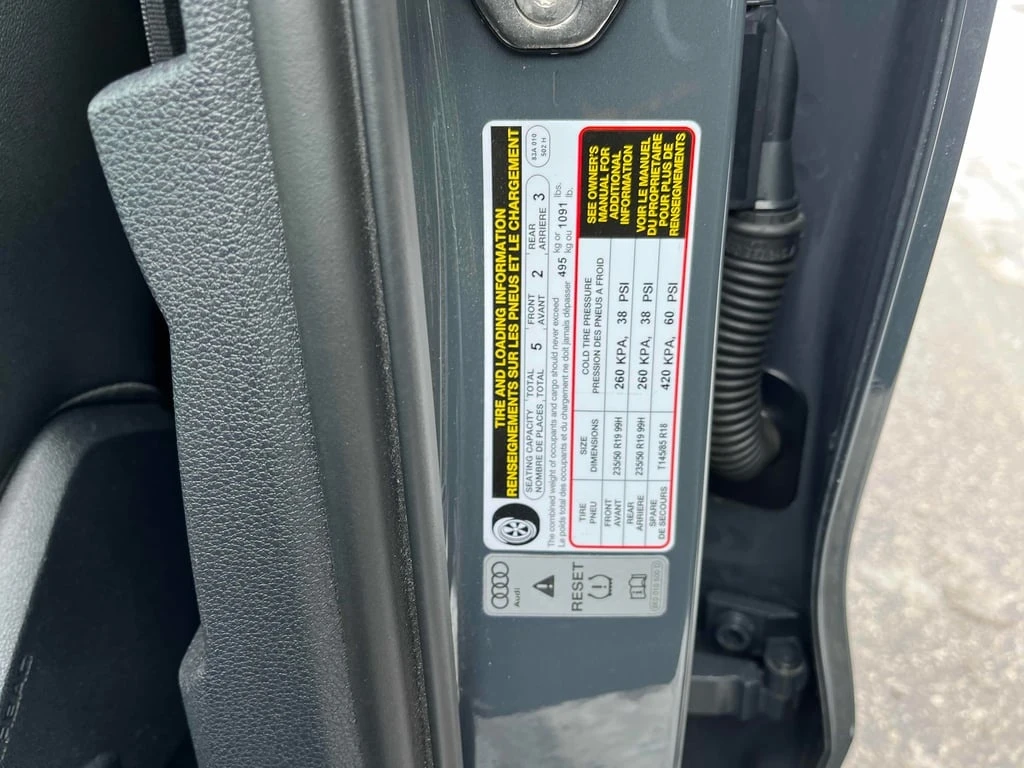 TIRE AND LOADING INFORMATION
RENSEIGNEMENTS SUR LES PNEUS ET LE CHARGEMENT
SEATING CAPACITY TOTAL 5 FRONT 2 REAR 3
NOMBRE DE PLACES TOTAL AVANT ARRIERE
83A 010
502 H
The combined weight of occupants and cargo should never exceed 495 kg or 1091 lbs.
Le poids total des occupants et du chargement ne doit jamais dépasser kg ou lb.
TIRE SIZE COLD TIRE PRESSURE
PNEU DIMENSIONS PRESSION DES PNEUS A FROID
FRONT
AVANT 235/50 R19 99H 260 KPA, 38 PSI
REAR
ARRIERE 235/50 R19 99H 260 KPA, 38 PSI
SPARE
DE SECOURS T145/85 R18 420 KPA, 60 PSI
SEE OWNER'S
MANUAL FOR
ADDITIONAL
INFORMATION
VOIR LE MANUEL
DU PROPRIETAIRE
POUR PLUS DE
RENSEIGNEMENTS
Audi
RESET